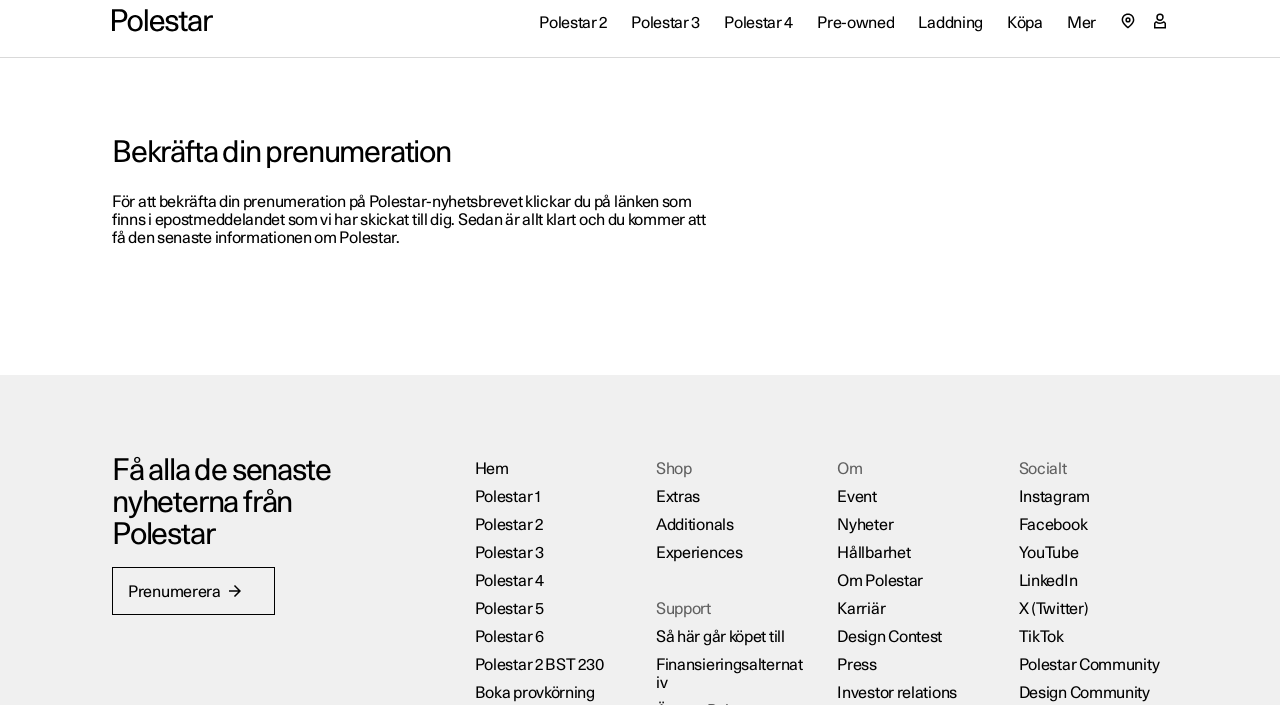 Polestar
Polestar 2
Polestar 3
Polestar 4
Pre-owned
Laddning
Köpa
Mer
Bekräfta din prenumeration
För att bekräfta din prenumeration på Polestar-nyhetsbrevet klickar du på länken som
finns i epostmeddelandet som vi har skickat till dig. Sedan är allt klart och du kommer att
få den senaste informationen om Polestar.
Få alla de senaste
nyheterna från
Polestar
Prenumerera
Hem
Polestar 1
Polestar 2
Polestar 3
Polestar 4
Polestar 5
Polestar 6
Polestar 2 BST 230
Boka provkörning
Shop
Extras
Additionals
Experiences
Support
Så här går köpet till
Finansieringsalternat
iv
Om
Event
Nyheter
Hållbarhet
Om Polestar
Karriär
Design Contest
Press
Investor relations
Socialt
Instagram
Facebook
YouTube
LinkedIn
X (Twitter)
TikTok
Polestar Community
Design Community